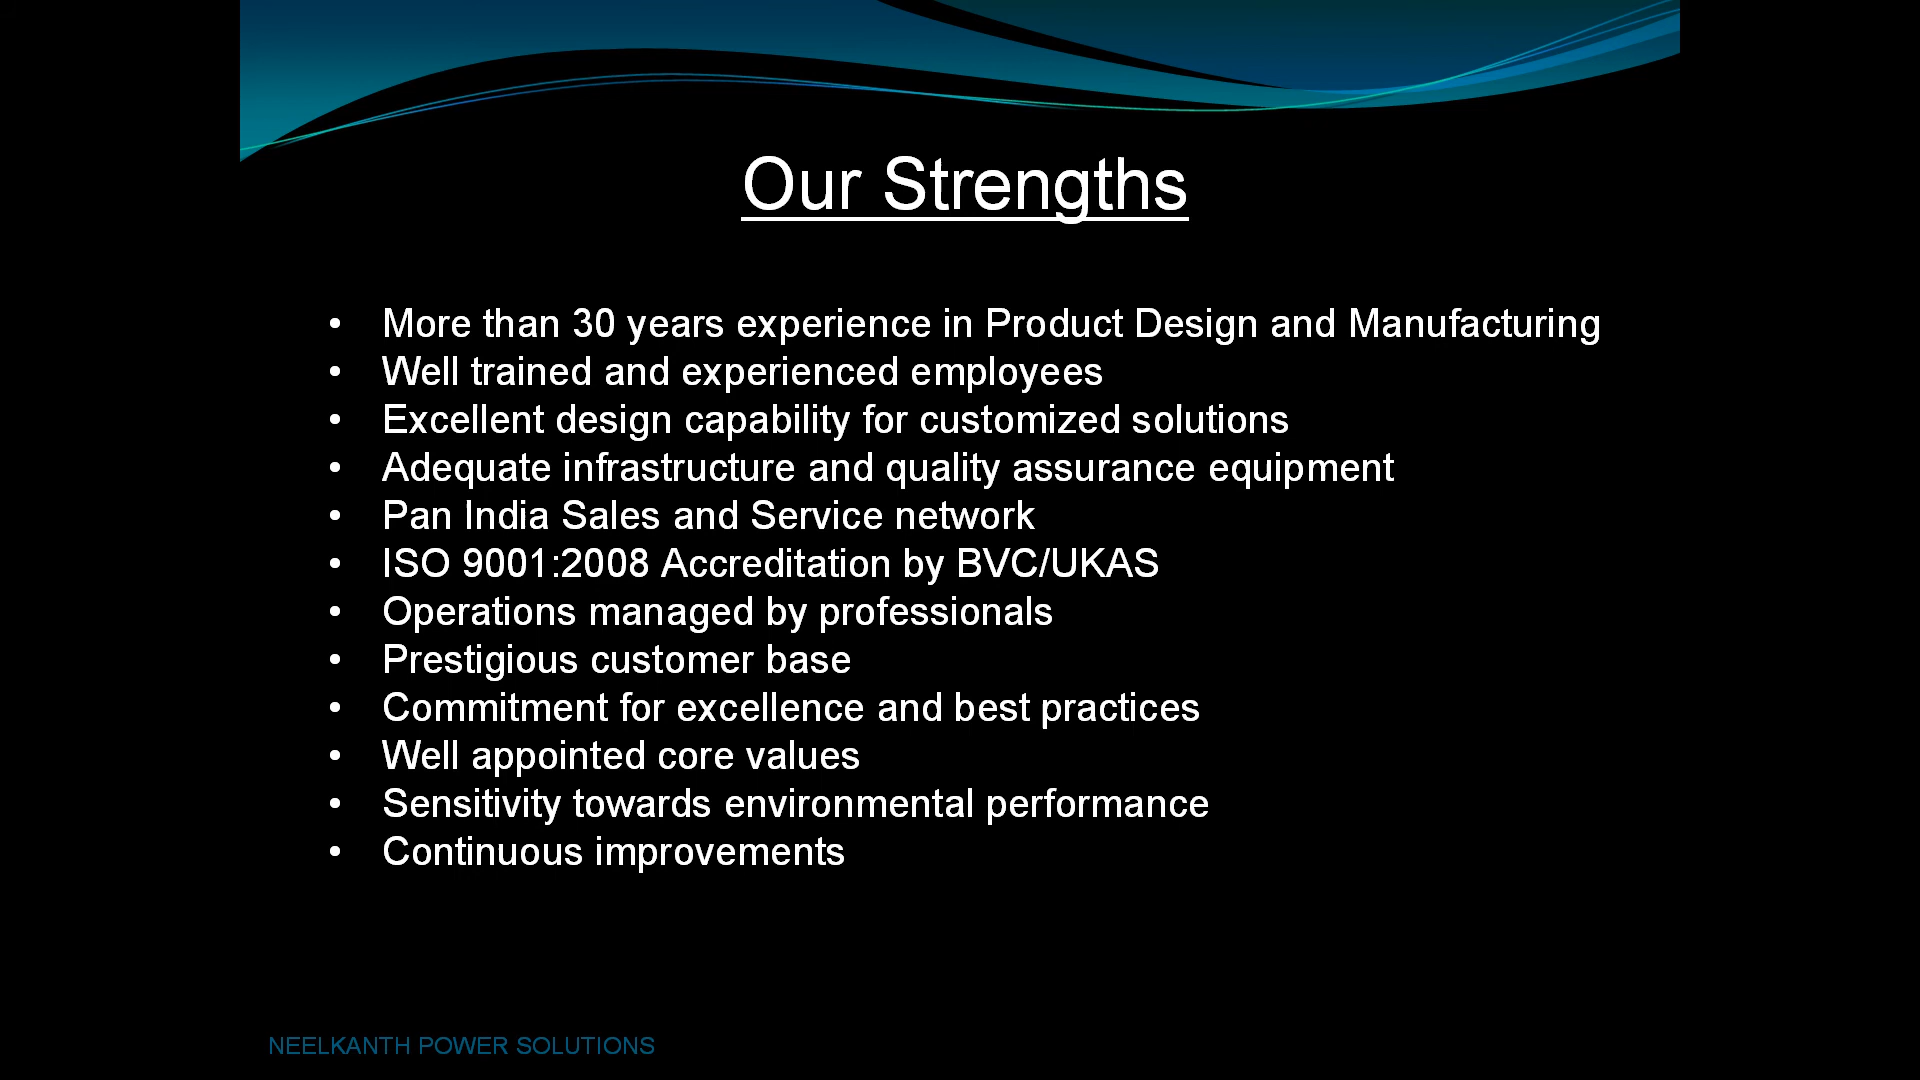 Our Strengths
• More than 30 years experience in Product Design and Manufacturing
• Well trained and experienced employees
• Excellent design capability for customized solutions
• Adequate infrastructure and quality assurance equipment
• Pan India Sales and Service network
• ISO 9001:2008 Accreditation by BVC/UKAS
• Operations managed by professionals
• Prestigious customer base
• Commitment for excellence and best practices
• Well appointed core values
• Sensitivity towards environmental performance
• Continuous improvements
NEELKANTH POWER SOLUTIONS